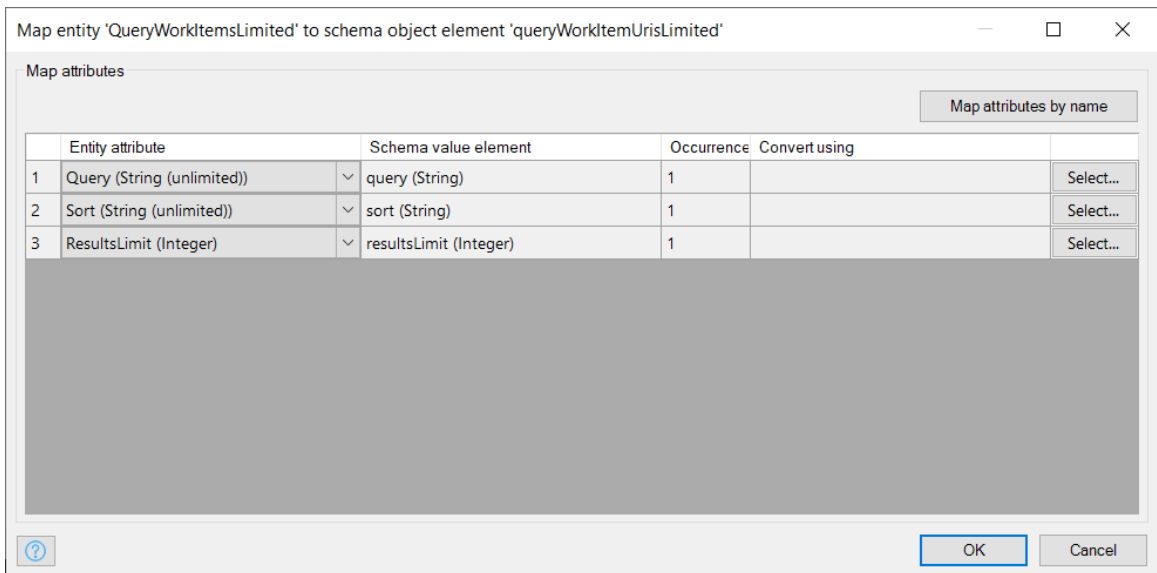 Map entity 'QueryWorkItemsLimited' to schema object element 'queryWorkItemUrisLimited'
Map attributes
Map attributes by name
Entity attribute Schema value element Occurrence Convert using
1 Query (String (unlimited)) query (String) 1 Select...
2 Sort (String (unlimited)) sort (String) 1 Select...
3 ResultsLimit (Integer) resultsLimit (Integer) 1 Select...
? OK Cancel